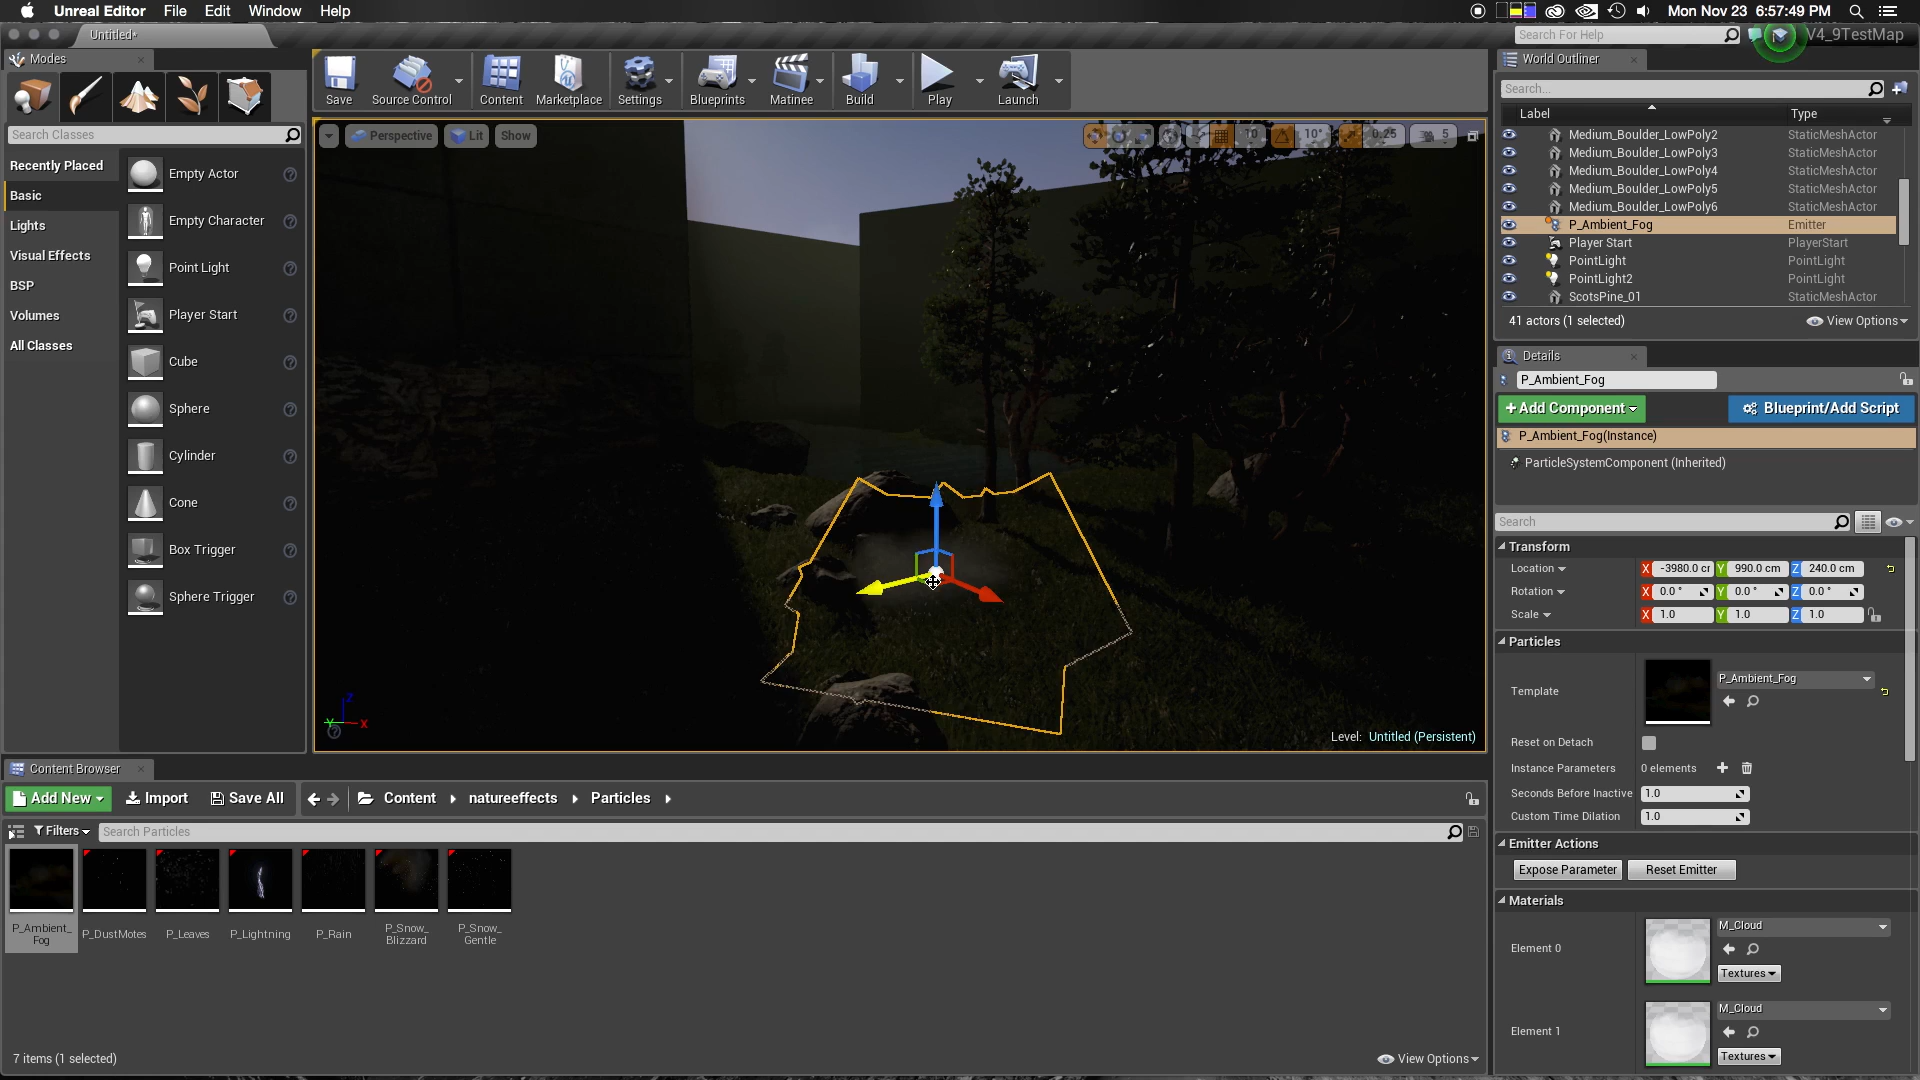 Unreal Editor File Edit Window Help
Mon Nov 23 6:57:49 PM
Untitled*
Search For Help
V4_9TestMap
Modes
Search Classes
Recently Placed
Basic
Lights
Visual Effects
BSP
Volumes
All Classes
Empty Actor
Empty Character
Point Light
Player Start
Cube
Sphere
Cylinder
Cone
Box Trigger
Sphere Trigger
Save
Source Control
Content
Marketplace
Settings
Blueprints
Matinee
Build
Play
Launch
Perspective
Lit
Show
10
10°
0.25
5
Z
Y
X
Level: Untitled (Persistent)
World Outliner
Search...
Label Type
Medium_Boulder_LowPoly2 StaticMeshActor
Medium_Boulder_LowPoly3 StaticMeshActor
Medium_Boulder_LowPoly4 StaticMeshActor
Medium_Boulder_LowPoly5 StaticMeshActor
Medium_Boulder_LowPoly6 StaticMeshActor
P_Ambient_Fog Emitter
Player Start PlayerStart
PointLight PointLight
PointLight2 PointLight
ScotsPine_01 StaticMeshActor
41 actors (1 selected)
View Options
Details
P_Ambient_Fog
+Add Component
Blueprint/Add Script
P_Ambient_Fog(Instance)
ParticleSystemComponent (Inherited)
Search
Transform
Location X -3980.0 cr Y 990.0 cm Z 240.0 cm
Rotation X 0.0 ° Y 0.0 ° Z 0.0 °
Scale X 1.0 Y 1.0 Z 1.0
Particles
Template
P_Ambient_Fog
Reset on Detach
Instance Parameters 0 elements
Seconds Before Inactive 1.0
Custom Time Dilation 1.0
Emitter Actions
Expose Parameter Reset Emitter
Materials
Element 0
M_Cloud
Textures
Element 1
M_Cloud
Textures
Content Browser
Add New Import Save All
Content natureeffects Particles
Filters
Search Particles
P_Ambient_
Fog
P_DustMotes
P_Leaves
P_Lightning
P_Rain
P_Snow_
Blizzard
P_Snow_
Gentle
7 items (1 selected)
View Options